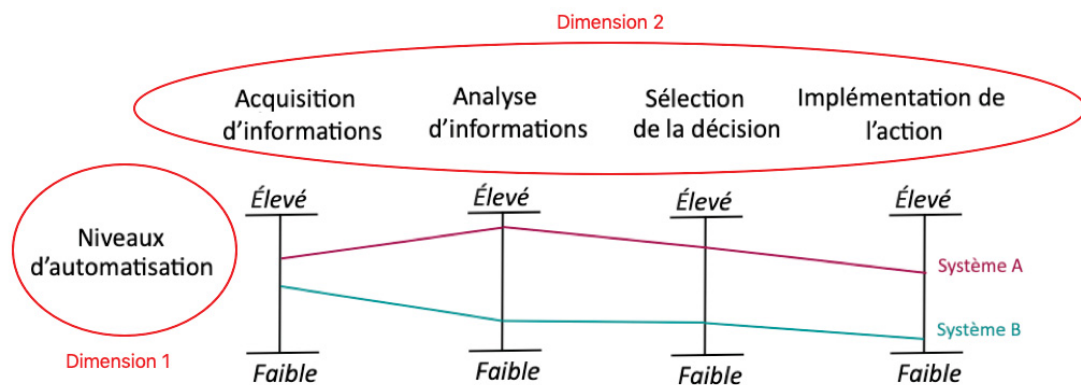 Dimension 2
Acquisition
d'informations
Analyse
d'informations
Sélection
de la décision
Implémentation de
l'action
Niveaux
d'automatisation
Dimension 1
Élevé
Élevé
Élevé
Élevé
Système A
Système B
Faible
Faible
Faible
Faible